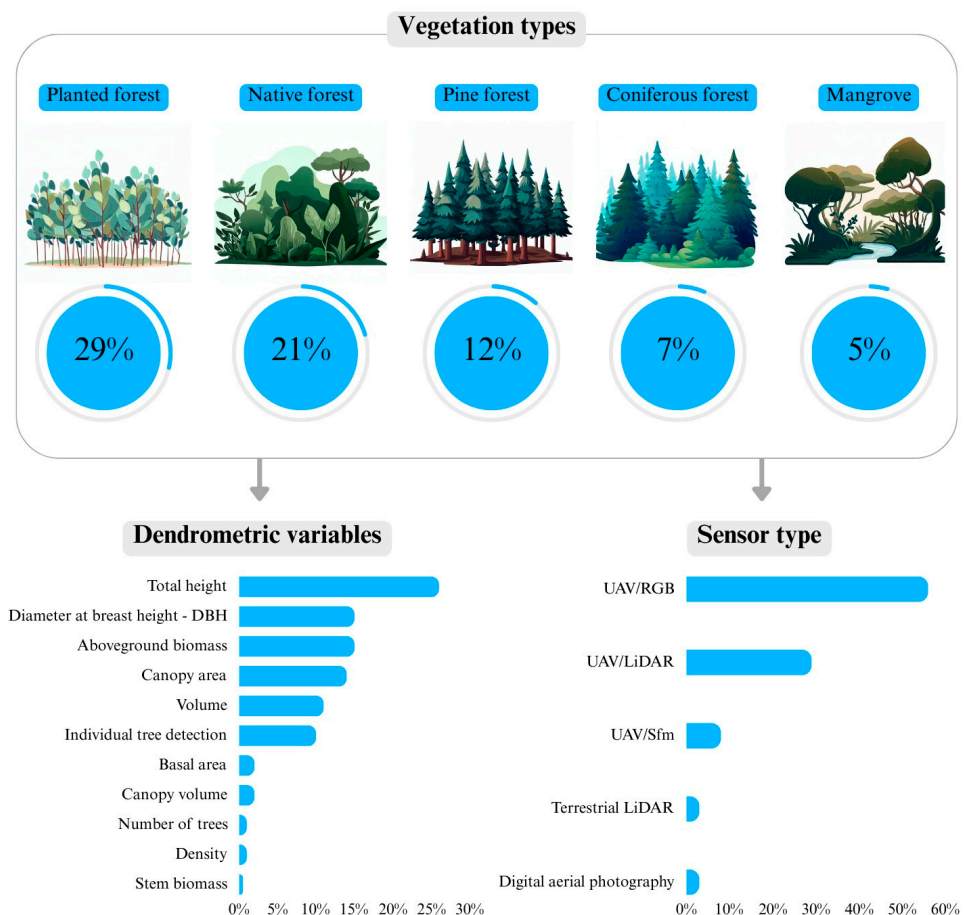 Vegetation types
Planted forest
Native forest
Pine forest
Coniferous forest
Mangrove
29%
21%
12%
7%
5%
Dendrometric variables
Total height
Diameter at breast height - DBH
Aboveground biomass
Canopy area
Volume
Individual tree detection
Basal area
Canopy volume
Number of trees
Density
Stem biomass
0% 5% 10% 15% 20% 25% 30%
Sensor type
UAV/RGB
UAV/LiDAR
UAV/Sfm
Terrestrial LiDAR
Digital aerial photography
0% 10% 20% 30% 40% 50% 60%